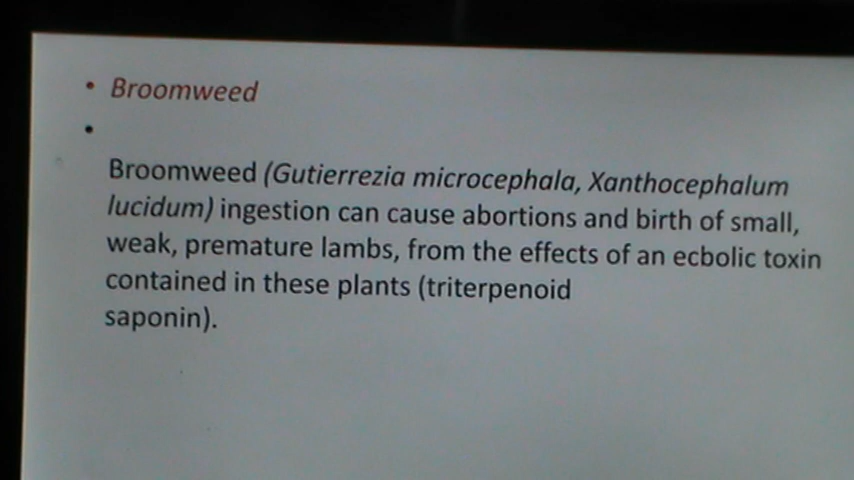 • Broomweed
•
Broomweed (Gutierrezia microcephala, Xanthocephalum
lucidum) ingestion can cause abortions and birth of small,
weak, premature lambs, from the effects of an ecbolic toxin
contained in these plants (triterpenoid
saponin).